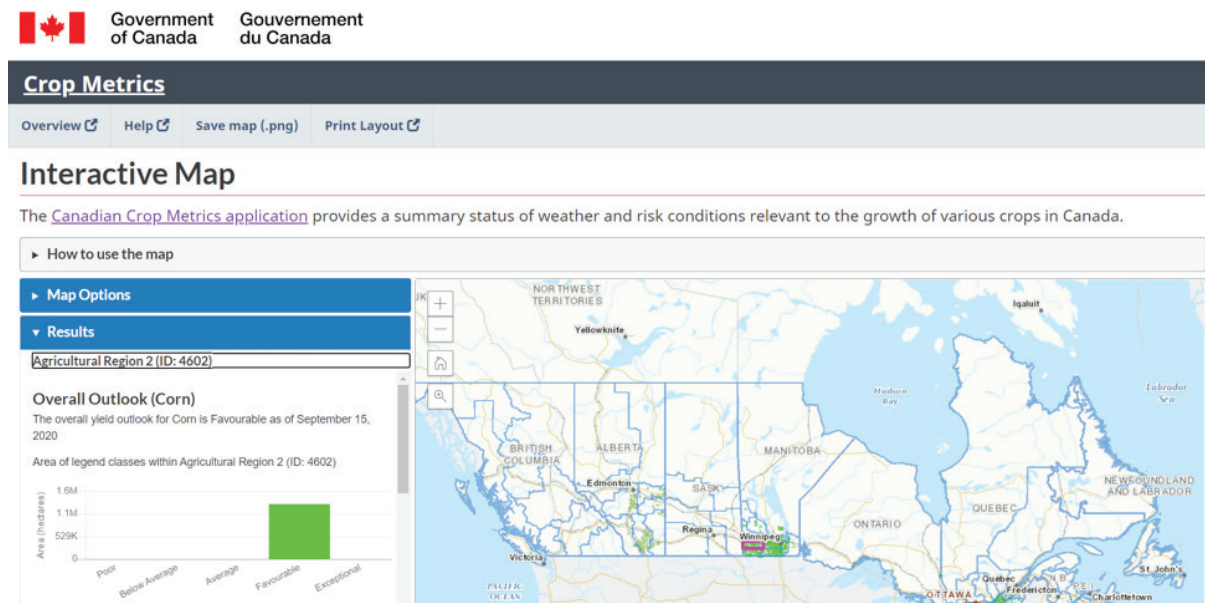 Government of Canada
Gouvernement du Canada
Crop Metrics
Overview
Help
Save map (.png)
Print Layout
Interactive Map
The Canadian Crop Metrics application provides a summary status of weather and risk conditions relevant to the growth of various crops in Canada.
How to use the map
Map Options
Results
Agricultural Region 2 (ID: 4602)
Overall Outlook (Corn)
The overall yield outlook for Corn is Favourable as of September 15,
2020
Area of legend classes within Agricultural Region 2 (ID: 4602)
Area (hectares)
1.6M
1.1M
529K
0
Poor
Below Average
Average
Favourable
Exceptional
NORTHWEST
TERRITORIES
Yellowknife
Iqaluit
Hudson
Bay
Labrador
Sea
BRITISH
COLUMBIA
ALBERTA
MANITOBA
Edmonton
SASK
NEWFOUNDLAND
AND LABRADOR
QUEBEC
ONTARIO
Regina
Winnipeg
Victoria
St. John's
PACIFIC
OCEAN
Quebec
N.B.
P.E.I.
OTTAWA
Fredericton
Charlottetown